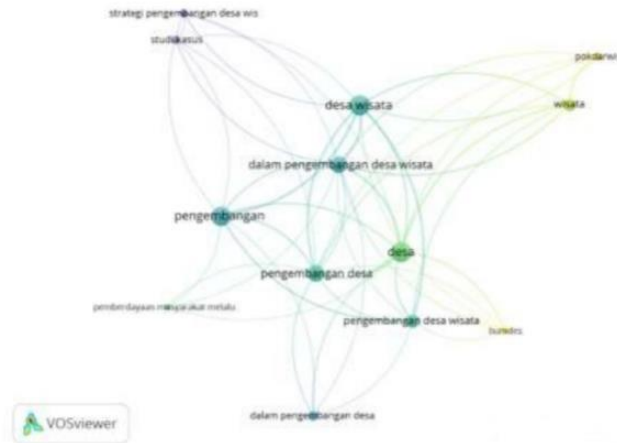 strategi pengembangan desa wis
studi kasus
pokdarwi
wisata
desa wisata
dalam pengembangan desa wisata
pengembangan
desa
pengembangan desa
pemberdayaan masyarakat melalu
pengembangan desa wisata
bumdes
dalam pengembangan desa
VOSviewer